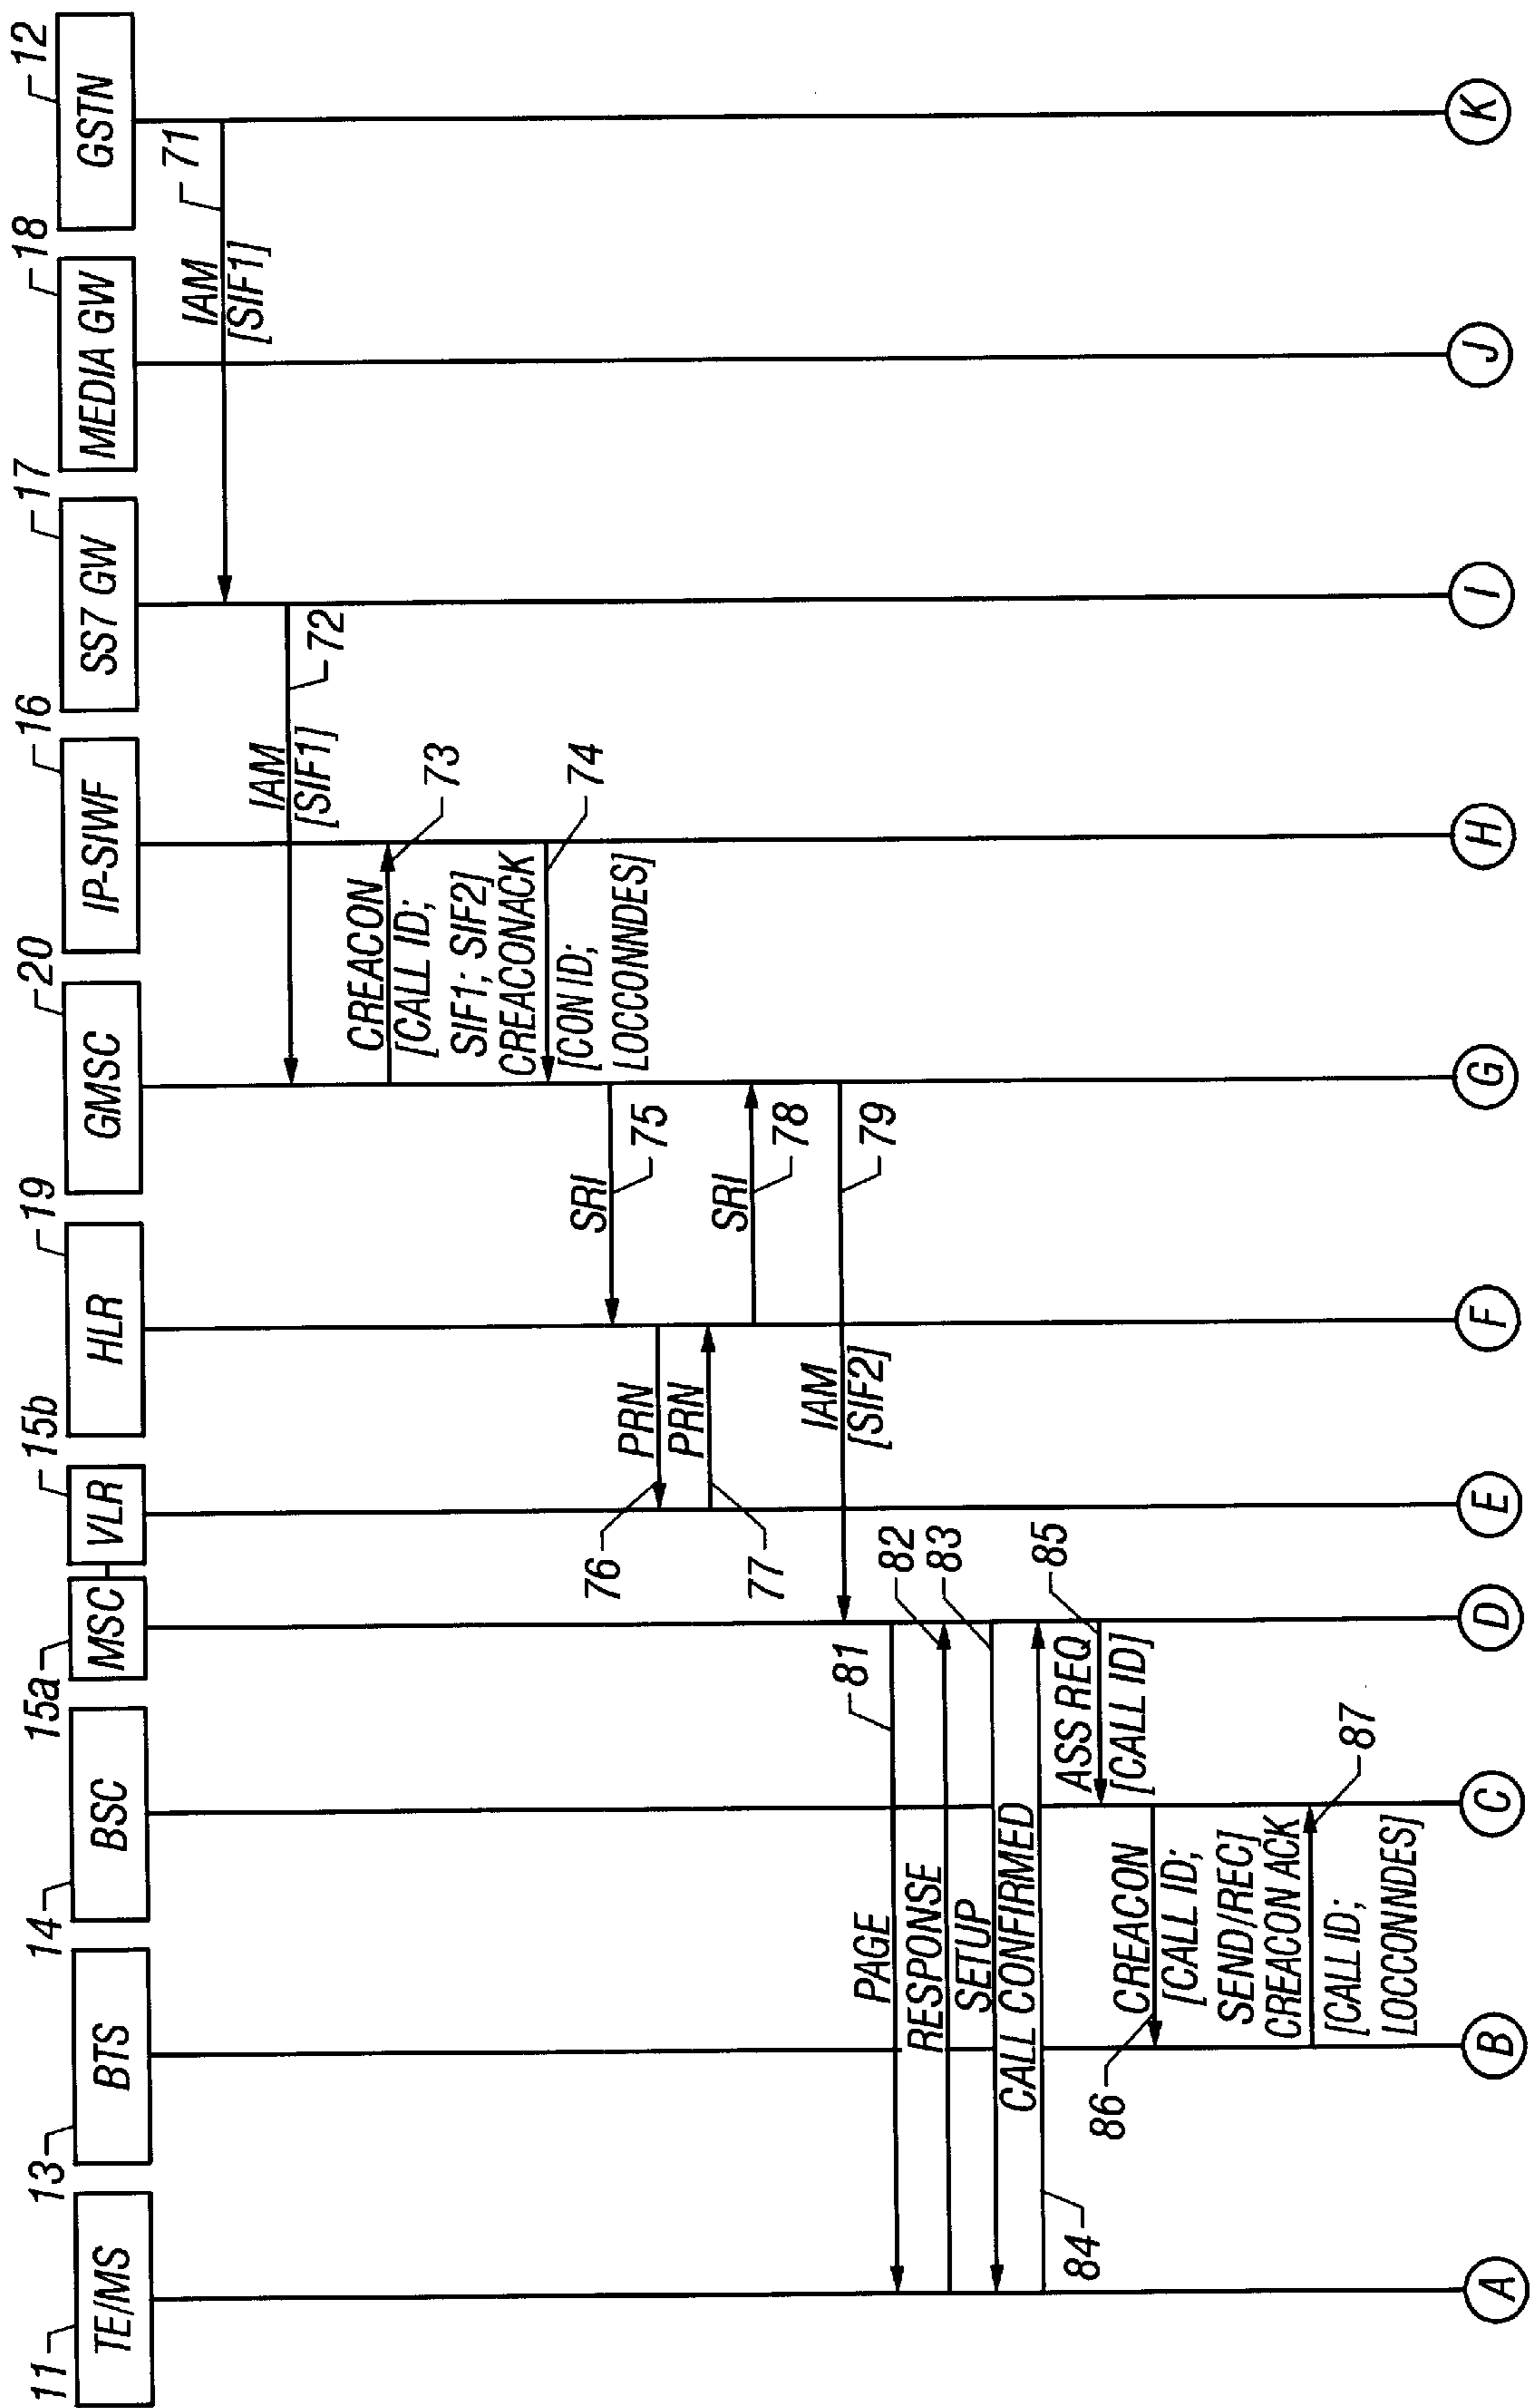 11
TE/MS
13
BTS
14
BSC
15a
MSC
15b
VLR
19
HLR
20
GMSC
16
IP-SIWF
17
SS7 GW
18
MEDIA GW
12
GSTN
IAM
[SIF1]
71
IAM
[SIF1]
72
CREACON
[CALL ID;
SIF1; SIF2]
73
CREACONACK
[CON ID;
LOCCONNDES]
74
SRI
75
76
PRN
PRN
77
SRI
78
IAM
[SIF2]
79
PAGE
81
RESPONSE
82
SETUP
83
CALL CONFIRMED
84
ASS REQ
[CALL ID]
85
86
CREACON
[CALL ID;
SEND/REC]
CREACON ACK
[CALL ID;
LOCCONNDES]
87
A
B
C
D
E
F
G
H
I
J
K